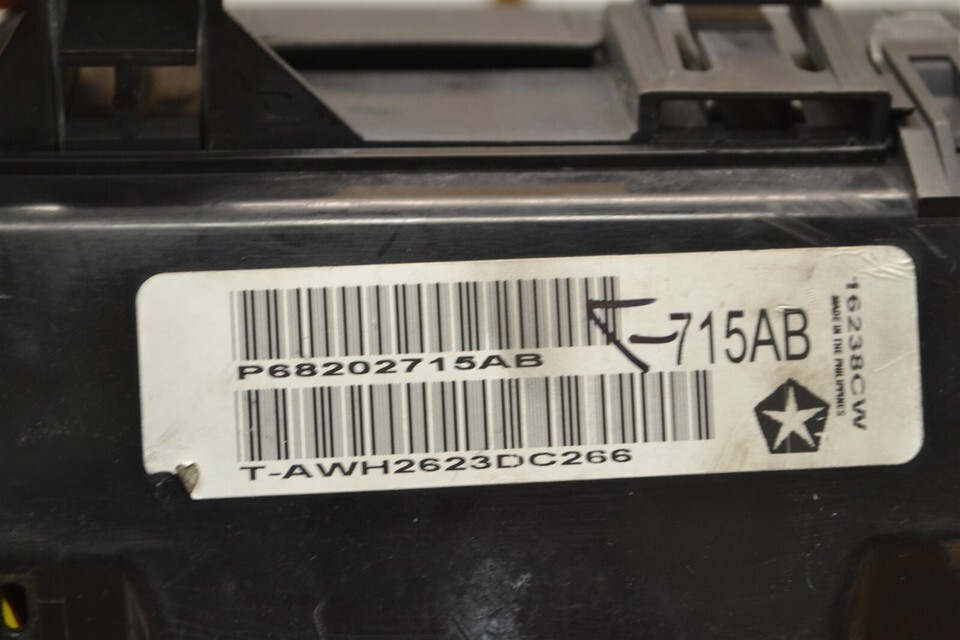 P68202715AB
-715AB
T-AWH2623DC266
16238CW
MADE IN THE PHILIPPINES